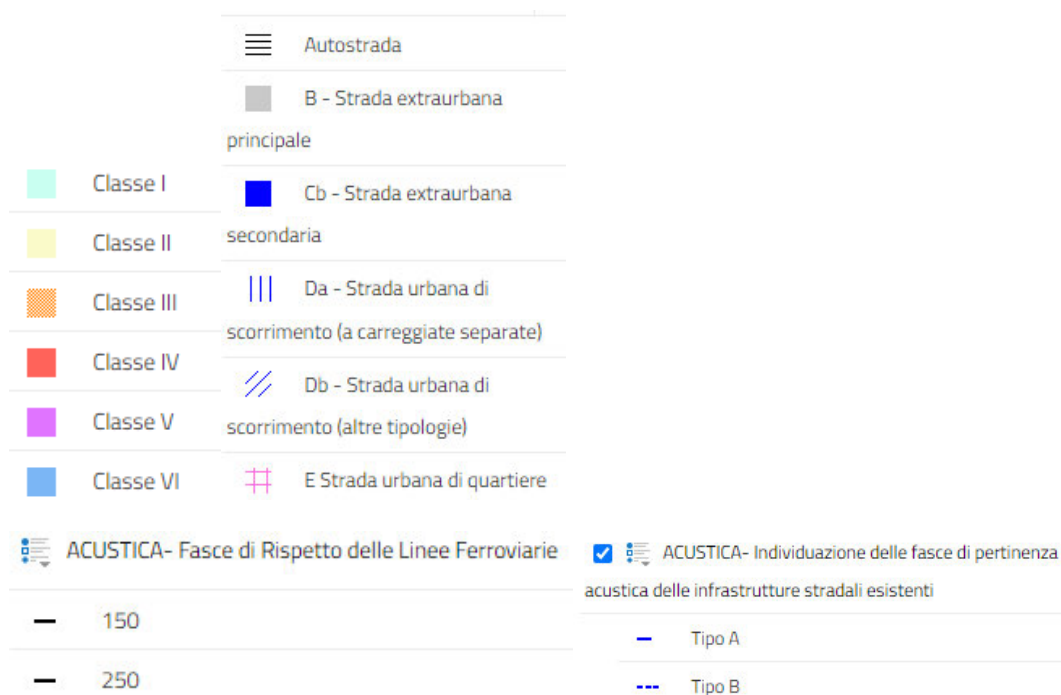 Classe I
Classe II
Classe III
Classe IV
Classe V
Classe VI
Autostrada
B - Strada extraurbana
principale
Cb - Strada extraurbana
secondaria
Da - Strada urbana di
scorrimento (a carreggiate separate)
Db - Strada urbana di
scorrimento (altre tipologie)
E Strada urbana di quartiere
ACUSTICA- Fasce di Rispetto delle Linee Ferroviarie
150
250
ACUSTICA- Individuazione delle fasce di pertinenza
acustica delle infrastrutture stradali esistenti
Tipo A
Tipo B